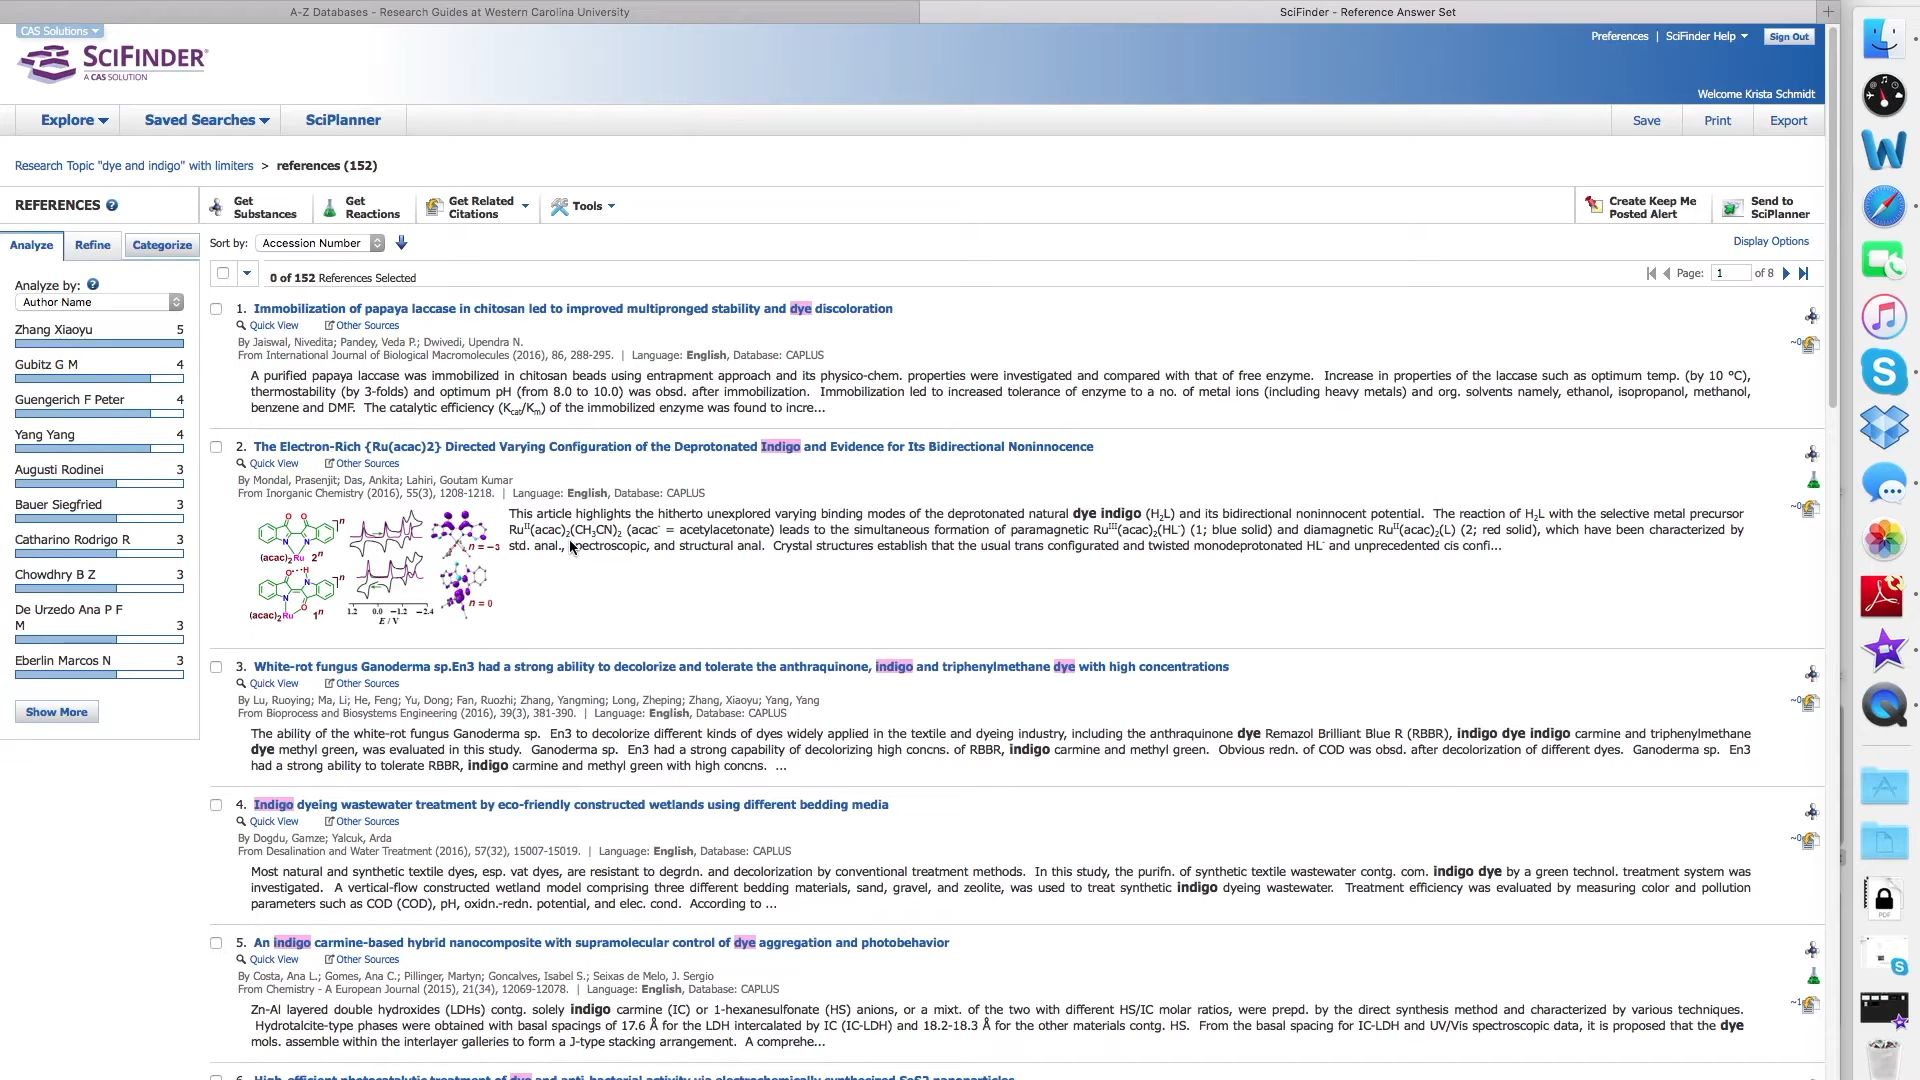 A-Z Databases - Research Guides at Western Carolina University
SciFinder - Reference Answer Set
CAS Solutions
SCIFINDER®
A CAS SOLUTION
Preferences | SciFinder Help
Sign Out
Welcome Krista Schmidt
Explore
Saved Searches
SciPlanner
Save
Print
Export
Research Topic "dye and indigo" with limiters > references (152)
REFERENCES
Get Substances
Get Reactions
Get Related Citations
Tools
Create Keep Me Posted Alert
Send to SciPlanner
Analyze
Refine
Categorize
Sort by: Accession Number
Display Options
0 of 152 References Selected
Page: 1 of 8
Analyze by:
Author Name
Zhang Xiaoyu 5
Gubitz G M 4
Guengerich F Peter 4
Yang Yang 4
Augusti Rodinei 3
Bauer Siegfried 3
Catharino Rodrigo R 3
Chowdhry B Z 3
De Urzedo Ana P F
M 3
Eberlin Marcos N 3
Show More
1. Immobilization of papaya laccase in chitosan led to improved multipronged stability and dye discoloration
Quick View Other Sources
By Jaiswal, Nivedita; Pandey, Veda P.; Dwivedi, Upendra N.
From International Journal of Biological Macromolecules (2016), 86, 288-295. | Language: English, Database: CAPLUS
~0
A purified papaya laccase was immobilized in chitosan beads using entrapment approach and its physico-chem. properties were investigated and compared with that of free enzyme. Increase in properties of the laccase such as optimum temp. (by 10 °C),
thermostability (by 3-folds) and optimum pH (from 8.0 to 10.0) was obsd. after immobilization. Immobilization led to increased tolerance of enzyme to a no. of metal ions (including heavy metals) and org. solvents namely, ethanol, isopropanol, methanol,
benzene and DMF. The catalytic efficiency (Kcat/Km) of the immobilized enzyme was found to incre...
2. The Electron-Rich {Ru(acac)2} Directed Varying Configuration of the Deprotonated Indigo and Evidence for Its Bidirectional Noninnocence
Quick View Other Sources
By Mondal, Prasenjit; Das, Ankita; Lahiri, Goutam Kumar
From Inorganic Chemistry (2016), 55(3), 1208-1218. | Language: English, Database: CAPLUS
~0
This article highlights the hitherto unexplored varying binding modes of the deprotonated natural dye indigo (H2L) and its bidirectional noninnocent potential. The reaction of H2L with the selective metal precursor
RuII(acac)2(CH3CN)2 (acac- = acetylacetonate) leads to the simultaneous formation of paramagnetic RuIII(acac)2(HL-) (1; blue solid) and diamagnetic RuII(acac)2(L) (2; red solid), which have been characterized by
std. anal., spectroscopic, and structural anal. Crystal structures establish that the usual trans configurated and twisted monodeprotonated HL- and unprecedented cis confi...
(acac)2Ru 2n
n = -3
(acac)2Ru 1n
1.2 0.0 -1.2 -2.4
E / V
n = 0
3. White-rot fungus Ganoderma sp.En3 had a strong ability to decolorize and tolerate the anthraquinone, indigo and triphenylmethane dye with high concentrations
Quick View Other Sources
By Lu, Ruoying; Ma, Li; He, Feng; Yu, Dong; Fan, Ruozhi; Zhang, Yangming; Long, Zheping; Zhang, Xiaoyu; Yang, Yang
From Bioprocess and Biosystems Engineering (2016), 39(3), 381-390. | Language: English, Database: CAPLUS
~0
The ability of the white-rot fungus Ganoderma sp. En3 to decolorize different kinds of dyes widely applied in the textile and dyeing industry, including the anthraquinone dye Remazol Brilliant Blue R (RBBR), indigo dye indigo carmine and triphenylmethane
dye methyl green, was evaluated in this study. Ganoderma sp. En3 had a strong capability of decolorizing high concns. of RBBR, indigo carmine and methyl green. Obvious redn. of COD was obsd. after decolorization of different dyes. Ganoderma sp. En3
had a strong ability to tolerate RBBR, indigo carmine and methyl green with high concns. ...
4. Indigo dyeing wastewater treatment by eco-friendly constructed wetlands using different bedding media
Quick View Other Sources
By Dogdu, Gamze; Yalcuk, Arda
From Desalination and Water Treatment (2016), 57(32), 15007-15019. | Language: English, Database: CAPLUS
~0
Most natural and synthetic textile dyes, esp. vat dyes, are resistant to degrdn. and decolorization by conventional treatment methods. In this study, the purifn. of synthetic textile wastewater contg. com. indigo dye by a green technol. treatment system was
investigated. A vertical-flow constructed wetland model comprising three different bedding materials, sand, gravel, and zeolite, was used to treat synthetic indigo dyeing wastewater. Treatment efficiency was evaluated by measuring color and pollution
parameters such as COD (COD), pH, oxidn.-redn. potential, and elec. cond. According to ...
5. An indigo carmine-based hybrid nanocomposite with supramolecular control of dye aggregation and photobehavior
Quick View Other Sources
By Costa, Ana L.; Gomes, Ana C.; Pillinger, Martyn; Goncalves, Isabel S.; Seixas de Melo, J. Sergio
From Chemistry - A European Journal (2015), 21(34), 12069-12078. | Language: English, Database: CAPLUS
~1
Zn-Al layered double hydroxides (LDHs) contg. solely indigo carmine (IC) or 1-hexanesulfonate (HS) anions, or a mixt. of the two with different HS/IC molar ratios, were prepd. by the direct synthesis method and characterized by various techniques.
Hydrotalcite-type phases were obtained with basal spacings of 17.6 Å for the LDH intercalated by IC (IC-LDH) and 18.2-18.3 Å for the other materials contg. HS. From the basal spacing for IC-LDH and UV/Vis spectroscopic data, it is proposed that the dye
mols. assemble within the interlayer galleries to form a J-type stacking arrangement. A comprehe...